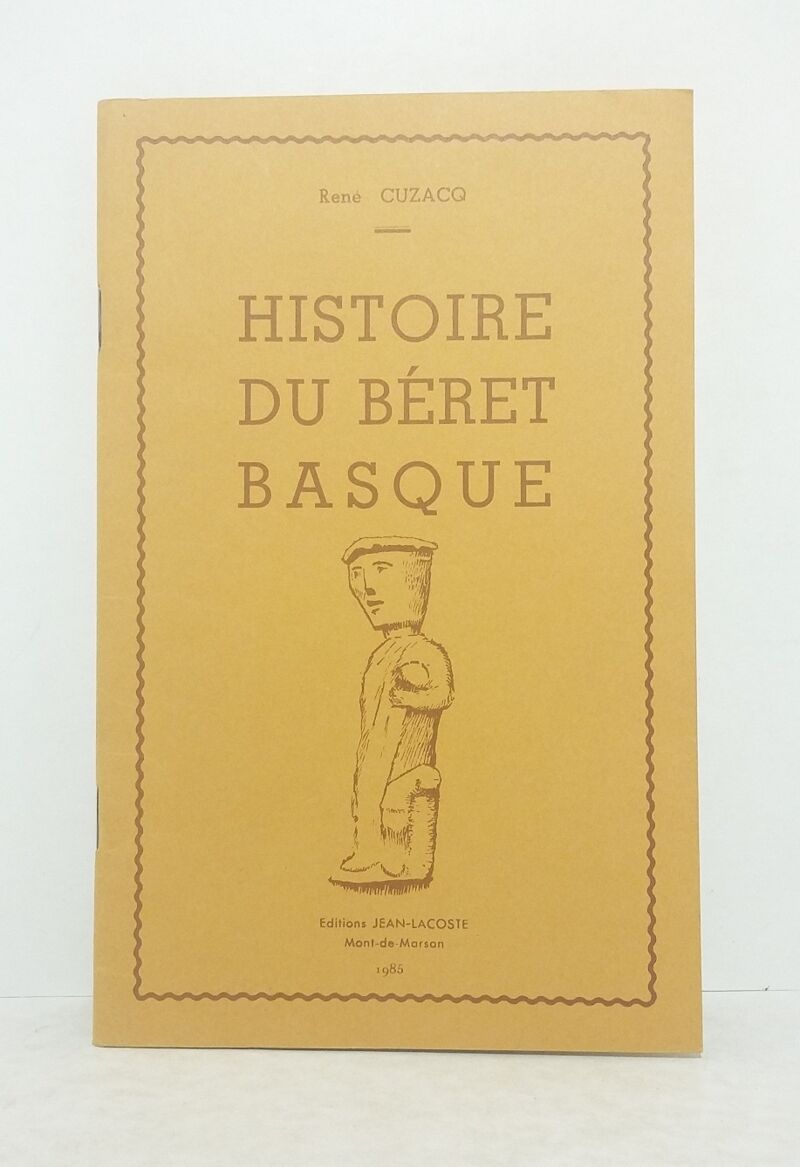 René CUZACQ
HISTOIRE
DU BÉRET
BASQUE
Editions JEAN-LACOSTE
Mont-de-Marsan
1985